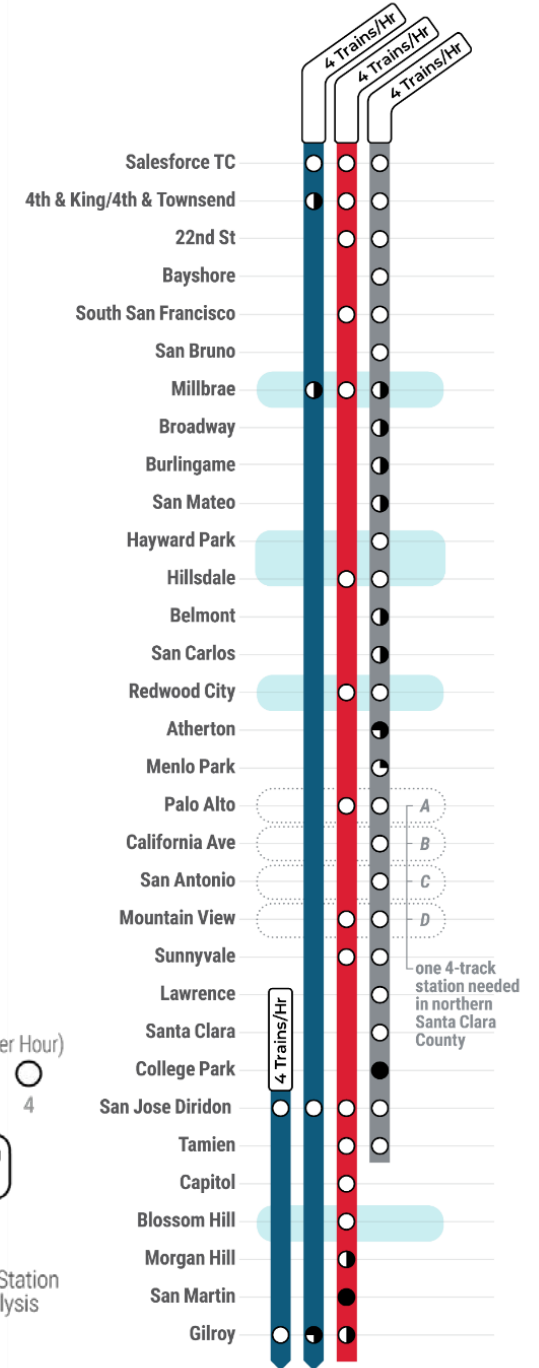 4 Trains/Hr
4 Trains/Hr
4 Trains/Hr
Salesforce TC
4th & King/4th & Townsend
22nd St
Bayshore
South San Francisco
San Bruno
Millbrae
Broadway
Burlingame
San Mateo
Hayward Park
Hillsdale
Belmont
San Carlos
Redwood City
Atherton
Menlo Park
Palo Alto
A
California Ave
B
San Antonio
C
Mountain View
D
Sunnyvale
one 4-track
station needed
in northern
Santa Clara
County
Lawrence
Santa Clara
4 Trains/Hr
College Park
er Hour)
4
San Jose Diridon
Tamien
Capitol
Blossom Hill
Morgan Hill
Station
lysis
San Martin
Gilroy